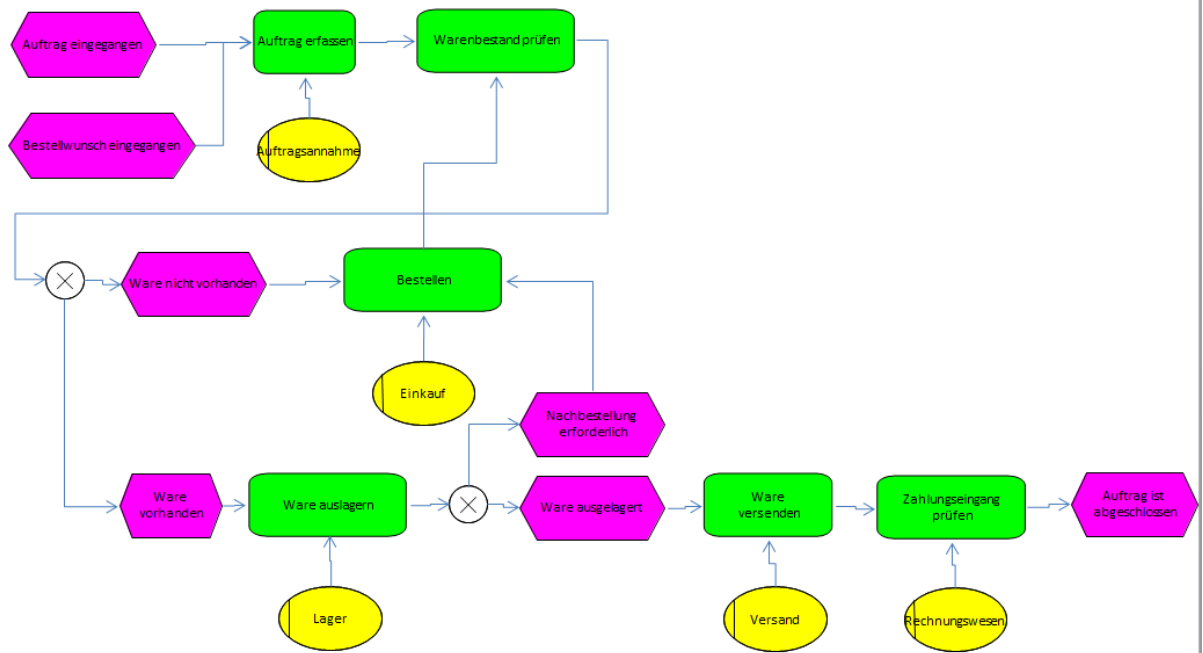 Auftrag eingegangen
Auftrag erfassen
Warenbestand prüfen
Bestellwunsch eingegangen
Auftragsannahme
Ware nicht vorhanden
Bestellen
Einkauf
Nachbestellung
erforderlich
Ware
vorhanden
Ware auslagern
Ware ausgelagert
Ware
versenden
Zahlungseingang
prüfen
Auftrag ist
abgeschlossen
Lager
Versand
Rechnungswesen